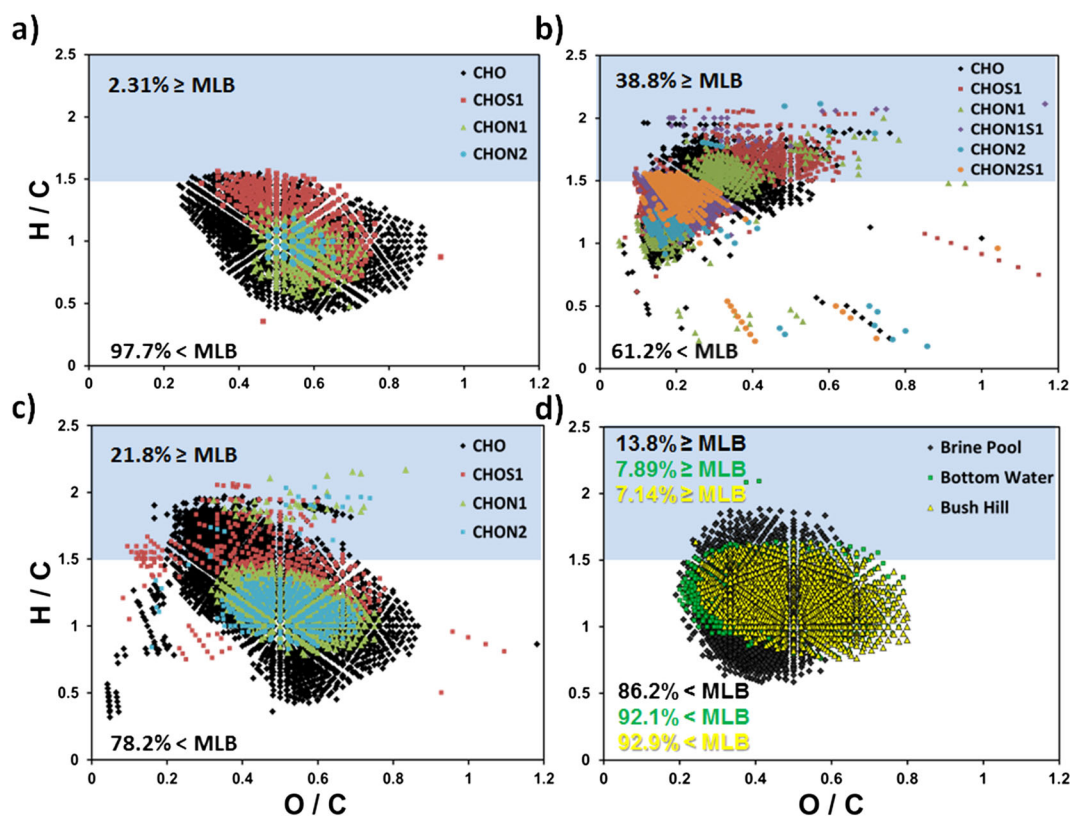 a)
2.5
2
1.5
1
0.5
0
H / C
2.31% ≥ MLB
CHO
CHOS1
CHON1
CHON2
97.7% < MLB
0 0.2 0.4 0.6 0.8 1 1.2
b)
2.5
2
1.5
1
0.5
0
38.8% ≥ MLB
CHO
CHOS1
CHON1
CHON1S1
CHON2
CHON2S1
61.2% < MLB
0 0.2 0.4 0.6 0.8 1 1.2
c)
2.5
2
1.5
1
0.5
0
H / C
21.8% ≥ MLB
CHO
CHOS1
CHON1
CHON2
78.2% < MLB
0 0.2 0.4 0.6 0.8 1 1.2
O / C
d)
2.5
2
1.5
1
0.5
0
13.8% ≥ MLB
7.89% ≥ MLB
7.14% ≥ MLB
Brine Pool
Bottom Water
Bush Hill
86.2% < MLB
92.1% < MLB
92.9% < MLB
0 0.2 0.4 0.6 0.8 1 1.2
O / C